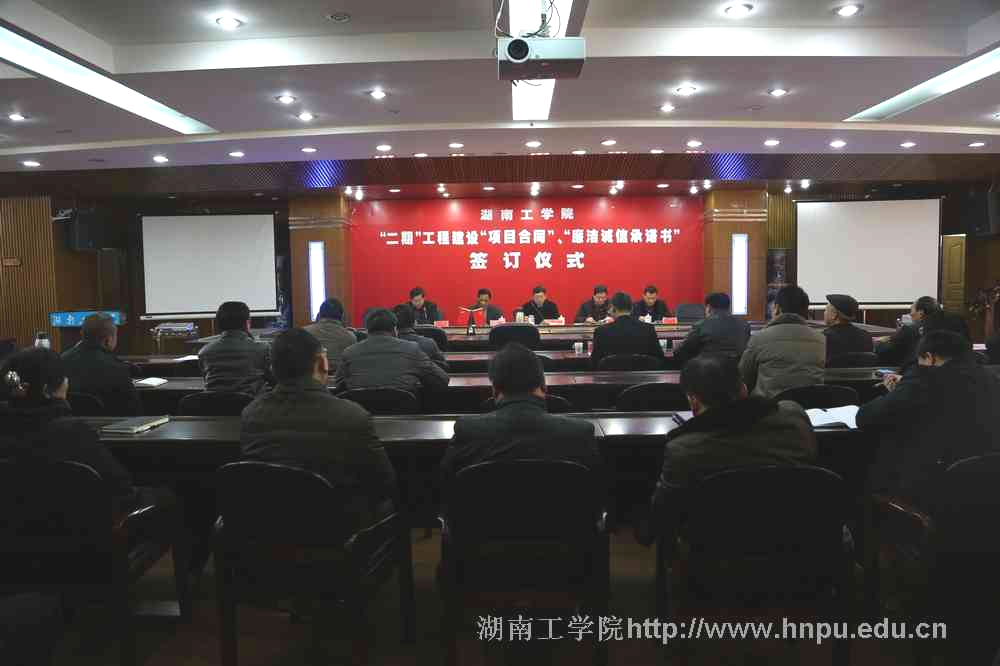 湖南工学院
“二期”工程建设“项目合同”、“廉洁诚信承诺书”
签订仪式
湖南工学院http://www.hnpu.edu.cn